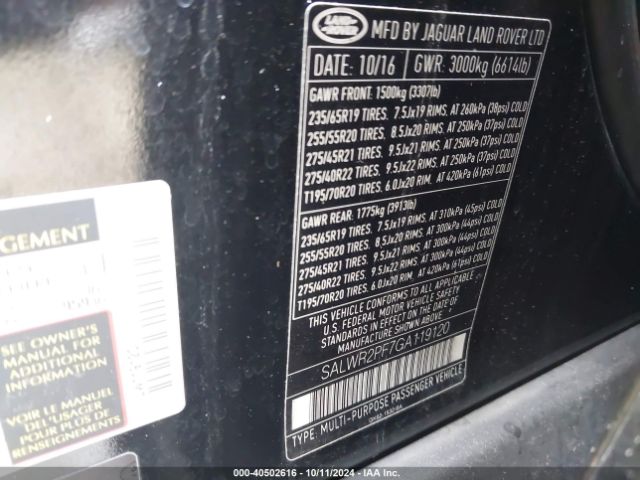 LAND
ROVER
MFD BY JAGUAR LAND ROVER LTD
DATE: 10/16 GWR: 3000kg (6614lb)
GAWR FRONT. 1500kg (3307lb)
235/65R19 TIRES. 7.5Jx19 RIMS. AT 260kPa (38psi) COLD
255/55R20 TIRES. 8.5Jx20 RIMS. AT 250kPa (37psi) COLD
275/45R21 TIRES. 9.5Jx21 RIMS. AT 250kPa (37psi) COLD
275/40R22 TIRES. 9.5Jx22 RIMS. AT 250kPa (37psi) COLD
T195/70R20 TIRES. 6.0Jx20 RIM. AT 420kPa (61psi) COLD
GAWR REAR. 1775kg (3913lb)
235/65R19 TIRES. 7.5Jx19 RIMS. AT 310kPa (45psi) COLD
255/55R20 TIRES. 8.5Jx20 RIMS. AT 300kPa (44psi) COLD
275/45R21 TIRES. 9.5Jx21 RIMS. AT 300kPa (44psi) COLD
275/40R22 TIRES. 9.5Jx22 RIMS. AT 300kPa (44psi) COLD
T195/70R20 TIRES. 6.0Jx20 RIM. AT 420kPa (61psi) COLD
THIS VEHICLE CONFORMS TO ALL APPLICABLE
U.S. FEDERAL MOTOR VEHICLE SAFETY
STANDARDS IN EFFECT ON THE DATE OF
MANUFACTURE SHOWN ABOVE
SALWR2PF7GA119120
TYPE: MULTI-PURPOSE PASSENGER VEHICLE
GEMENT
SEE OWNER'S
MANUAL FOR
ADDITIONAL
INFORMATION
VOIR LE MANUEL
DE L'USAGER
POUR PLUS DE
RENSEIGNEMENTS
000-40502616 - 10/11/2024 - IAA Inc.